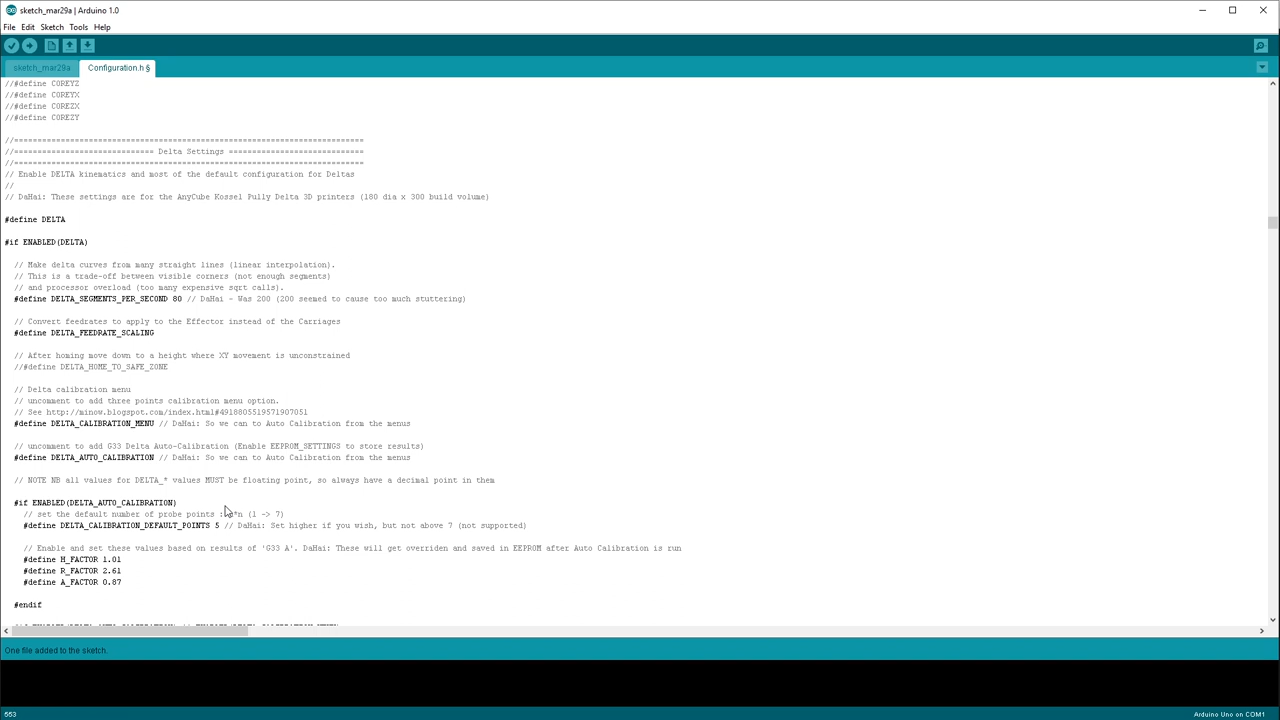 sketch_mar29a | Arduino 1.0
File Edit Sketch Tools Help
sketch_mar29a Configuration.h §
//#define COREYZ
//#define COREYX
//#define COREZX
//#define COREZY
//===========================================================================
//============================== Delta Settings =============================
//===========================================================================
// Enable DELTA kinematics and most of the default configuration for Deltas
//
// DaHai: These settings are for the AnyCube Kossel Pully Delta 3D printers (180 dia x 300 build volume)
#define DELTA
#if ENABLED(DELTA)
// Make delta curves from many straight lines (linear interpolation).
// This is a trade-off between visible corners (not enough segments)
// and processor overload (too many expensive sqrt calls).
#define DELTA_SEGMENTS_PER_SECOND 80 // DaHai - Was 200 (200 seemed to cause too much stuttering)
// Convert feedrates to apply to the Effector instead of the Carriages
#define DELTA_FEEDRATE_SCALING
// After homing move down to a height where XY movement is unconstrained
//#define DELTA_HOME_TO_SAFE_ZONE
// Delta calibration menu
// uncomment to add three points calibration menu option.
// See http://minow.blogspot.com/index.html#4918805519571907051
#define DELTA_CALIBRATION_MENU // DaHai: So we can to Auto Calibration from the menus
// uncomment to add G33 Delta Auto-Calibration (Enable EEPROM_SETTINGS to store results)
#define DELTA_AUTO_CALIBRATION // DaHai: So we can to Auto Calibration from the menus
// NOTE NB all values for DELTA_* values MUST be floating point, so always have a decimal point in them
#if ENABLED(DELTA_AUTO_CALIBRATION)
// set the default number of probe points : (1 -> 7)
#define DELTA_CALIBRATION_DEFAULT_POINTS 5 // DaHai: Set higher if you wish, but not above 7 (not supported)
// Enable and set these values based on results of 'G33 A'. DaHai: These will get overriden and saved in EEPROM after Auto Calibration is run
#define H_FACTOR 1.01
#define R_FACTOR 2.61
#define A_FACTOR 0.87
#endif
One file added to the sketch.
553 Arduino Uno on COM1